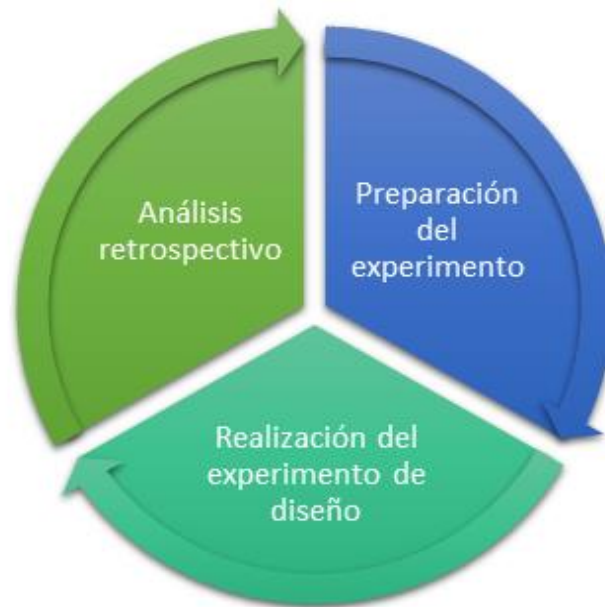 Análisis
retrospectivo
Preparación
del
experimento
Realización del
experimento de
diseño